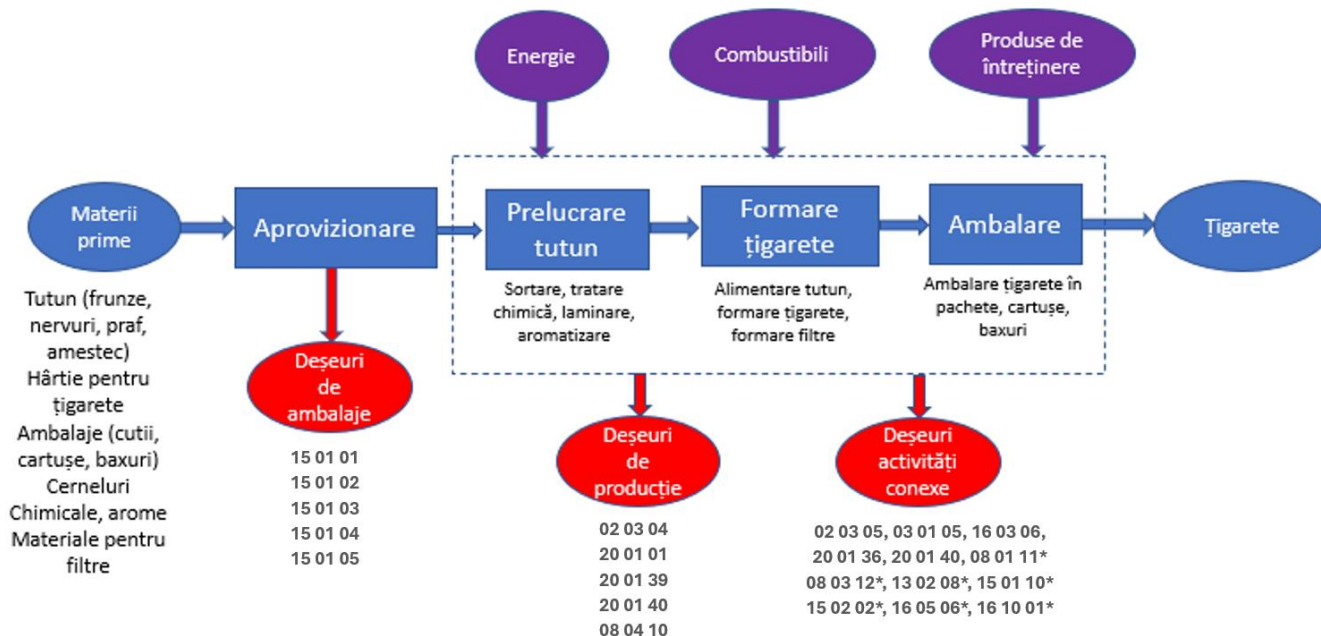 Energie
Combustibili
Produse de
întreținere
Materii
prime
Aprovizionare
Prelucrare
tutun
Formare
țigarete
Ambalare
Țigarete
Tutun (frunze,
nervuri, praf,
amestec)
Hârtie pentru
țigarete
Ambalaje (cutii,
cartușe, baxuri)
Cerneluri
Chimicale, arome
Materiale pentru
filtre
Sortare, tratare
chimică, laminare,
aromatizare
Alimentare tutun,
formare țigarete,
formare filtre
Ambalare țigarete în
pachete, cartușe,
baxuri
Deșeuri
de
ambalaje
15 01 01
15 01 02
15 01 03
15 01 04
15 01 05
Deșeuri
de
producție
02 03 04
20 01 01
20 01 39
20 01 40
08 04 10
Deșeuri
activități
conexe
02 03 05, 03 01 05, 16 03 06,
20 01 36, 20 01 40, 08 01 11*
08 03 12*, 13 02 08*, 15 01 10*
15 02 02*, 16 05 06*, 16 10 01*